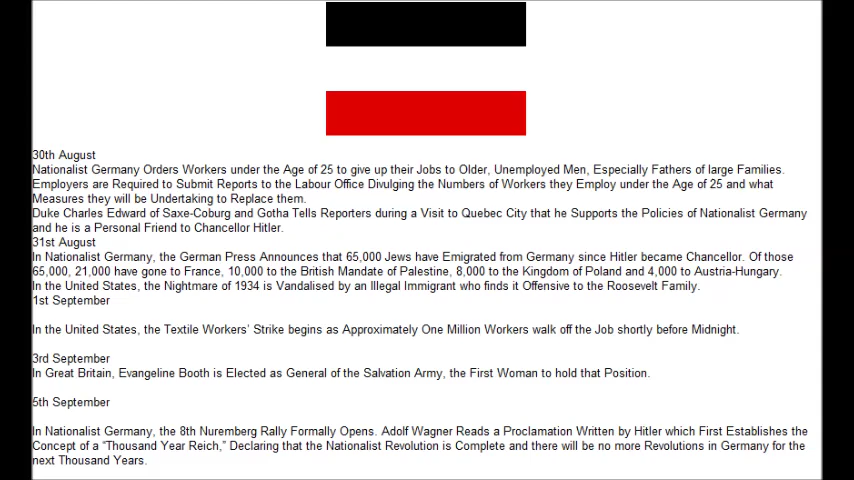 30th August
Nationalist Germany Orders Workers under the Age of 25 to give up their Jobs to Older, Unemployed Men, Especially Fathers of large Families.
Employers are Required to Submit Reports to the Labour Office Divulging the Numbers of Workers they Employ under the Age of 25 and what
Measures they will be Undertaking to Replace them.
Duke Charles Edward of Saxe-Coburg and Gotha Tells Reporters during a Visit to Quebec City that he Supports the Policies of Nationalist Germany
and he is a Personal Friend to Chancellor Hitler.
31st August
In Nationalist Germany, the German Press Announces that 65,000 Jews have Emigrated from Germany since Hitler became Chancellor. Of those
65,000, 21,000 have gone to France, 10,000 to the British Mandate of Palestine, 8,000 to the Kingdom of Poland and 4,000 to Austria-Hungary.
In the United States, the Nightmare of 1934 is Vandalised by an Illegal Immigrant who finds it Offensive to the Roosevelt Family.
1st September
In the United States, the Textile Workers' Strike begins as Approximately One Million Workers walk off the Job shortly before Midnight.
3rd September
In Great Britain, Evangeline Booth is Elected as General of the Salvation Army, the First Woman to hold that Position.
5th September
In Nationalist Germany, the 8th Nuremberg Rally Formally Opens. Adolf Wagner Reads a Proclamation Written by Hitler which First Establishes the
Concept of a “Thousand Year Reich,” Declaring that the Nationalist Revolution is Complete and there will be no more Revolutions in Germany for the
next Thousand Years.